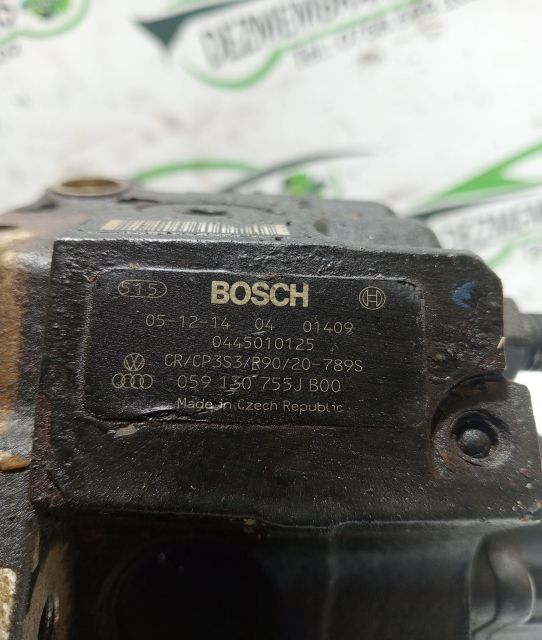 DEZMEMBRA
515 BOSCH H
05-12-14 04 01409
0445010125
CR/CP3S3/R90/20-789S
059 130 755J B00
Made in Czech Republic